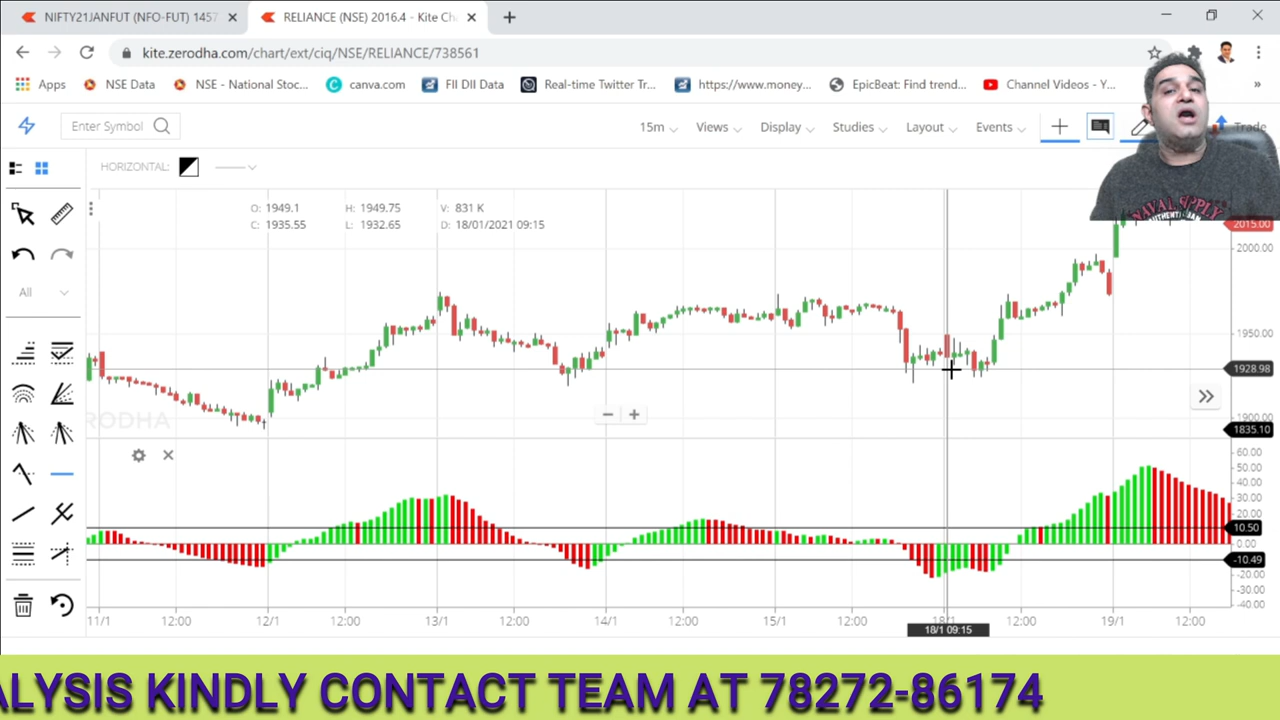 NIFTY21JANFUT (NFO-FUT) 1457
RELIANCE (NSE) 2016.4 - Kite Ch
kite.zerodha.com/chart/ext/ciq/NSE/RELIANCE/738561
Apps NSE Data NSE - National Stoc... canva.com FII DII Data Real-time Twitter Tr... https://www.money... EpicBeat: Find trend... Channel Videos - Y... »
Enter Symbol 15m Views Display Studies Layout Events Trade
HORIZONTAL:
O: 1949.1 H: 1949.75 V: 831 K
C: 1935.55 L: 1932.65 D: 18/01/2021 09:15
2015.00
2000.00
All
1950.00
1928.98
1900.00
ERODHA
1835.10
60.00
50.00
40.00
30.00
20.00
10.50
0.00
-10.49
-20.00
-30.00
-40.00
11/1 12:00 12/1 12:00 13/1 12:00 14/1 12:00 15/1 12:00 18/1 12:00 19/1 12:00
18/1 09:15
NAVAL SUPPLY
ALYSIS KINDLY CONTACT TEAM AT 78272-86174